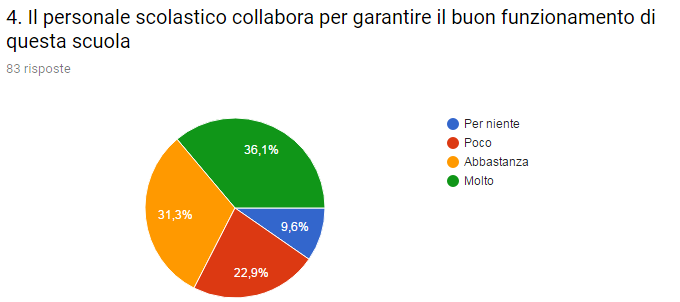 4. Il personale scolastico collabora per garantire il buon funzionamento di
questa scuola
83 risposte
Per niente
Poco
Abbastanza
Molto
36,1%
31,3%
9,6%
22,9%